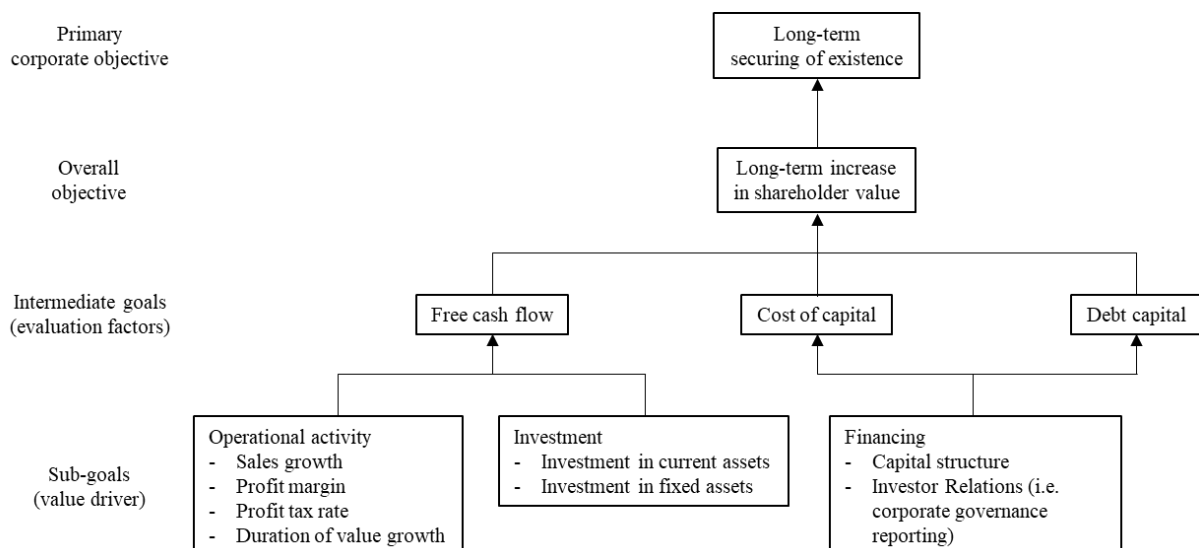 Primary
corporate objective
Long-term
securing of existence
Overall
objective
Long-term increase
in shareholder value
Intermediate goals
(evaluation factors)
Free cash flow
Cost of capital
Debt capital
Sub-goals
(value driver)
Operational activity
- Sales growth
- Profit margin
- Profit tax rate
- Duration of value growth
Investment
- Investment in current assets
- Investment in fixed assets
Financing
- Capital structure
- Investor Relations (i.e.
corporate governance
reporting)